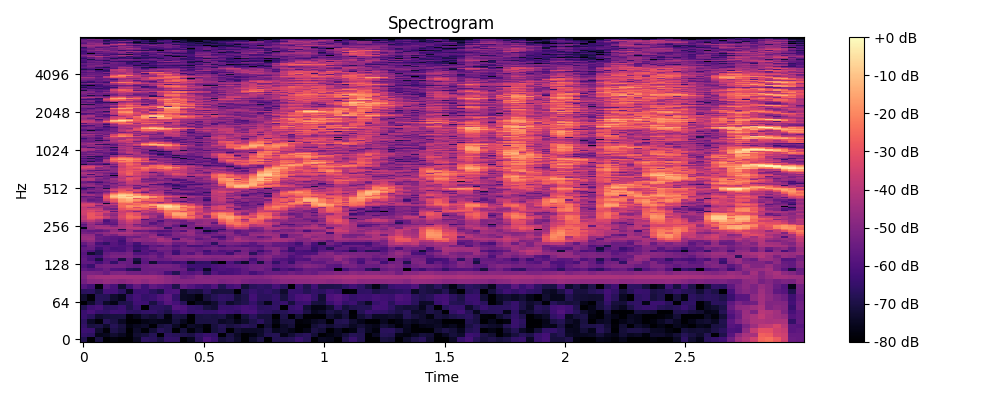 Spectrogram
Hz
4096
2048
1024
512
256
128
64
0
0
0.5
1
1.5
2
2.5
Time
+0 dB
-10 dB
-20 dB
-30 dB
-40 dB
-50 dB
-60 dB
-70 dB
-80 dB